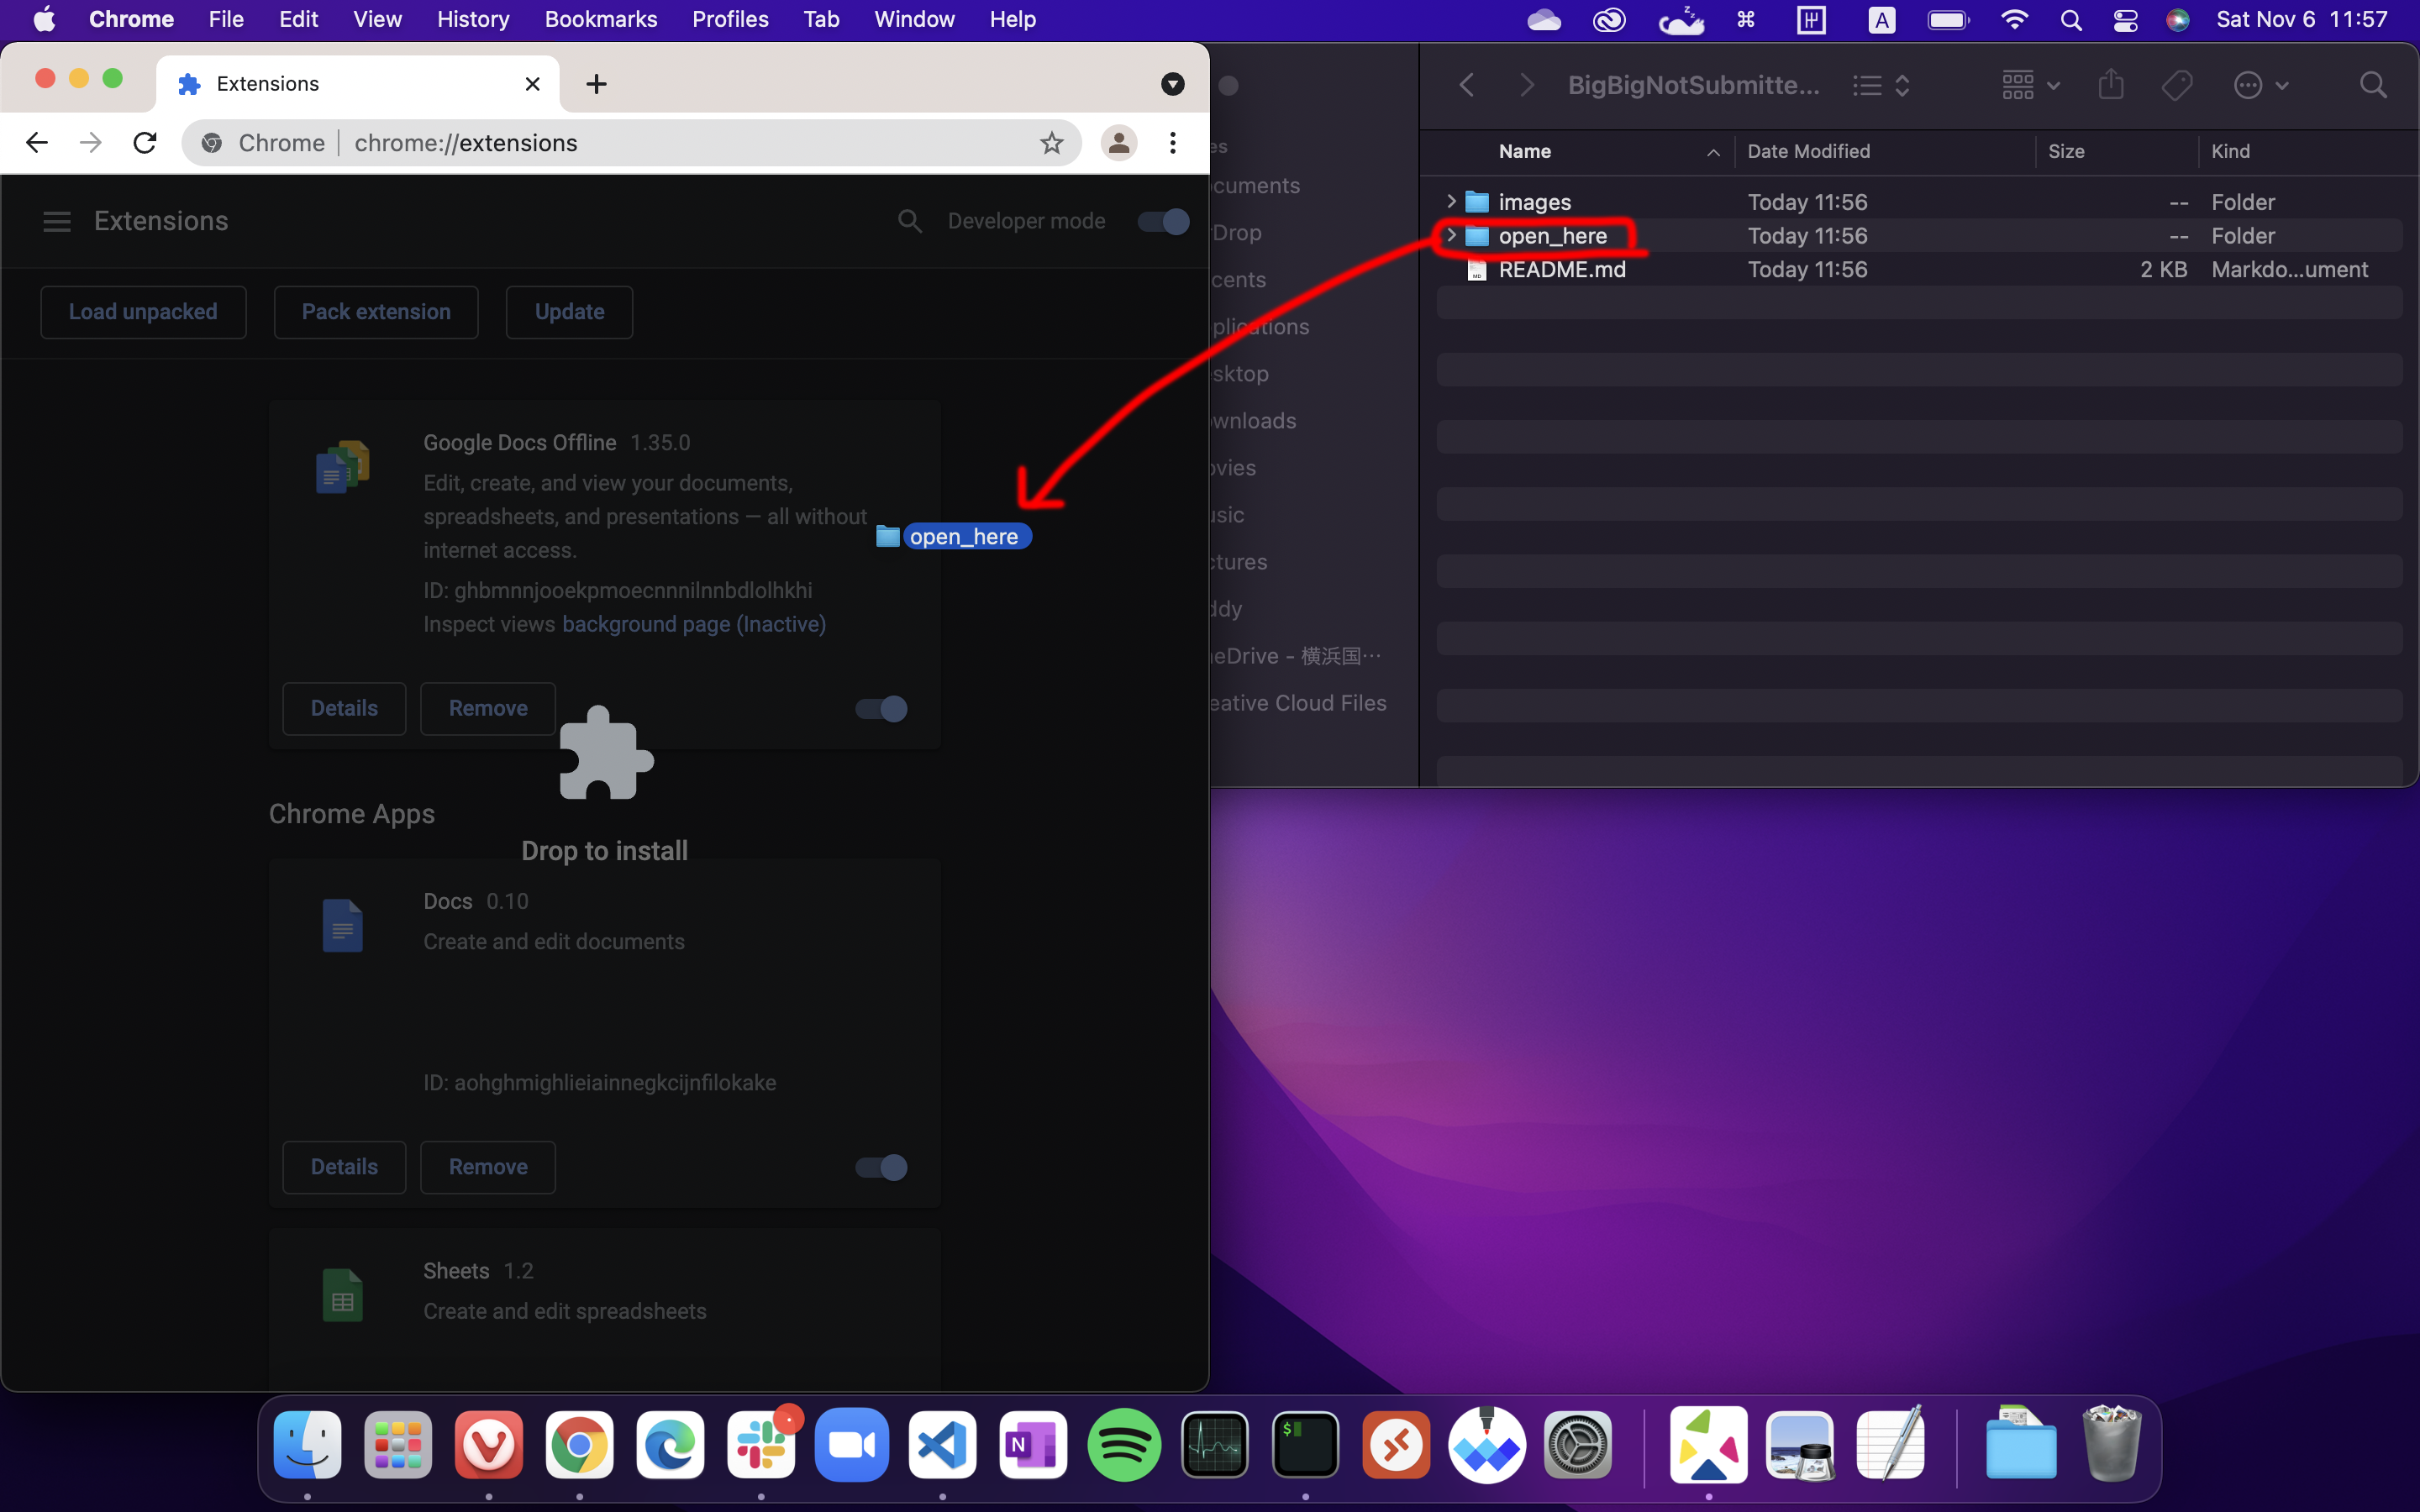 Chrome File Edit View History Bookmarks Profiles Tab Window Help
A Sat Nov 6 11:57
Extensions
Chrome chrome://extensions
Extensions
Developer mode
Load unpacked Pack extension Update
Google Docs Offline 1.35.0
Edit, create, and view your documents,
spreadsheets, and presentations — all without
internet access.
ID: ghbmnnjooekpmoecnnnilnnbdlolhkhi
Inspect views background page (Inactive)
open_here
Details Remove
Chrome Apps
Drop to install
Docs 0.10
Create and edit documents
ID: aohghmighlieiainnegkcijnfilokake
Details Remove
Sheets 1.2
Create and edit spreadsheets
BigBigNotSubmitte...
Name Date Modified Size Kind
images Today 11:56 -- Folder
open_here Today 11:56 -- Folder
README.md Today 11:56 2 KB Markdo...ument
es
cuments
Drop
cents
plications
sktop
wnloads
ovies
usic
ctures
ddy
eDrive - 横浜国…
eative Cloud Files